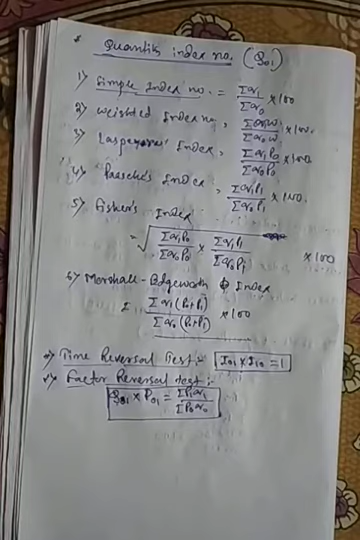 * Quantity index no. (Q01)
1) Simple Index no. = Σq1/Σq0 ×100
2) Weighted Index no, = Σq1w/Σq0w ×100.
3) Laspeyres' Index, = Σq1P0/Σq0P0 ×100.
4) Paasche's Index, = Σq1P1/Σq0P1 ×100.
5) Fisher's Index
= √(Σq1P0/Σq0P0 × Σq1P1/Σq0P1) ×100
6) Marshall-Edgeworth Index
= Σq1(P0+P1)/Σq0(P0+P1) ×100
Time Reversal Test:- I01 × I10 = 1
Factor Reversal test:-
Q01 × P01 = ΣP1q1/ΣP0q0